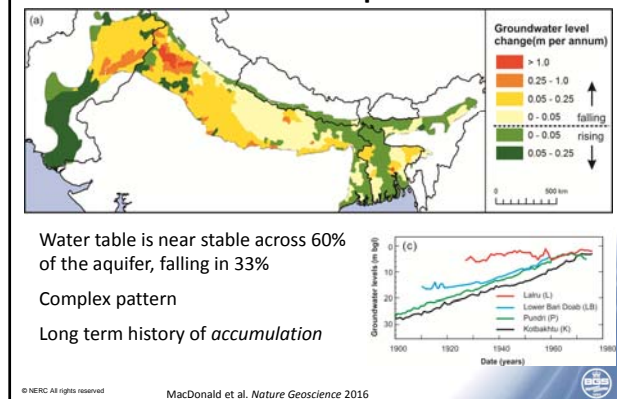 (a)
Groundwater level
change(m per annum)
> 1.0
0.25 - 1.0
0.05 - 0.25
0 - 0.05
falling
0 - 0.05
rising
0.05 - 0.25
0
500 km
Water table is near stable across 60%
of the aquifer, falling in 33%
Complex pattern
Long term history of accumulation
(c)
Groundwater levels (m bgl)
0
10
20
30
Lalru (L)
Lower Bari Doab (LB)
Pundri (P)
Kotbakhtu (K)
1900
1920
1940
1960
1980
Date (years)
© NERC All rights reserved
MacDonald et al. Nature Geoscience 2016
BGS